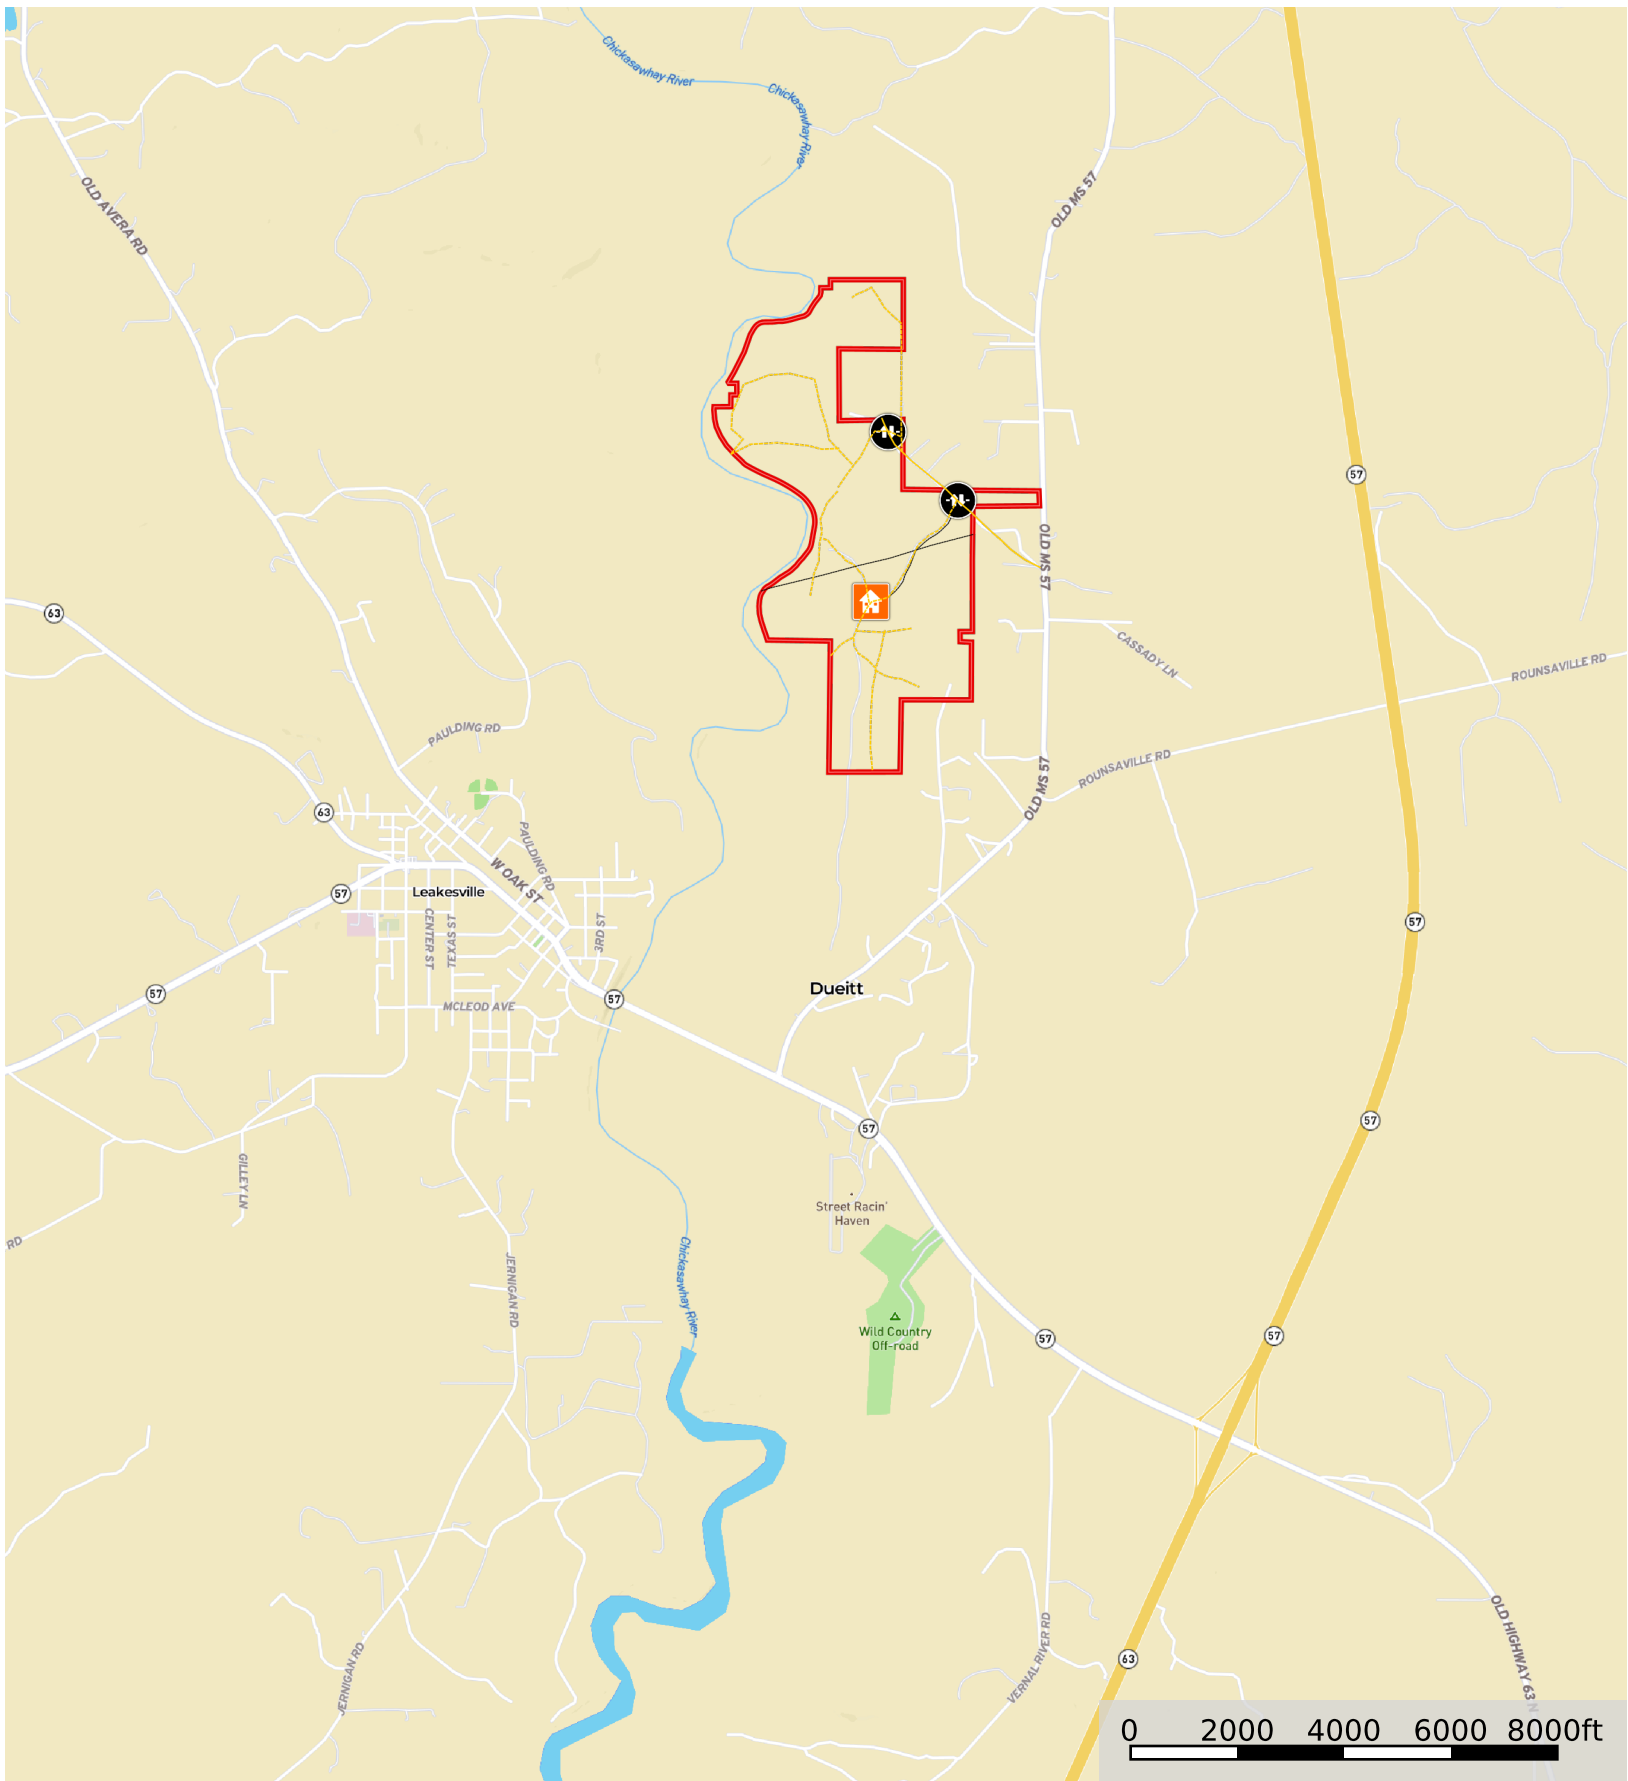 Chickasawhay River
Chickasawhay River
OLD AVERA RD
OLD MS 57
57
OLD MS 57
63
CASSADY LN
ROUNSAVILLE RD
PAULDING RD
ROUNSAVILLE RD
OLD MS 57
63
PAULDING RD
W OAK ST
57
Leakesville
CENTER ST
TEXAS ST
3RD ST
57
57
57
Dueitt
MCLEOD AVE
57
57
GILLEY LN
Street Racin'
Haven
RD
JERNIGAN RD
Chickasawhay River
Wild Country
Off-road
57
57
JERNIGAN RD
VERNAL RIVER RD
63
OLD HIGHWAY 63 N
0 2000 4000 6000 8000ft